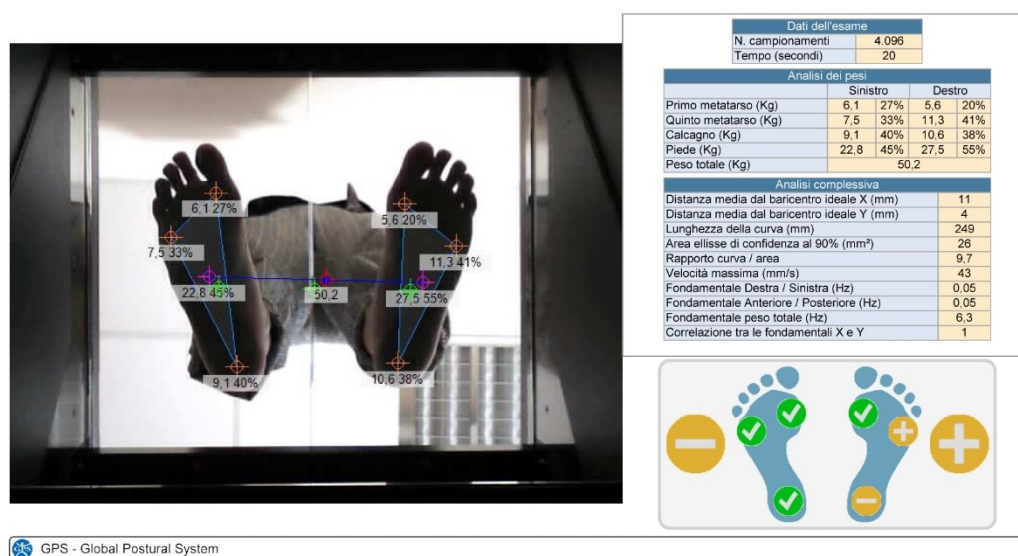 Dati dell'esame
N. campionamenti 4.096
Tempo (secondi) 20
Analisi dei pesi
Sinistro Destro
Primo metatarso (Kg) 6,1 27% 5,6 20%
Quinto metatarso (Kg) 7,5 33% 11,3 41%
Calcagno (Kg) 9,1 40% 10,6 38%
Piede (Kg) 22,8 45% 27,5 55%
Peso totale (Kg) 50,2
Analisi complessiva
Distanza media dal baricentro ideale X (mm) 11
Distanza media dal baricentro ideale Y (mm) 4
Lunghezza della curva (mm) 249
Area ellisse di confidenza al 90% (mm²) 26
Rapporto curva / area 9,7
Velocità massima (mm/s) 43
Fondamentale Destra / Sinistra (Hz) 0,05
Fondamentale Anteriore / Posteriore (Hz) 0,05
Fondamentale peso totale (Hz) 6,3
Correlazione tra le fondamentali X e Y 1
6,1 27%
5,6 20%
7,5 33%
11,3 41%
22,8 45%
50,2
27,5 55%
9,1 40%
10,6 38%
GPS - Global Postural System